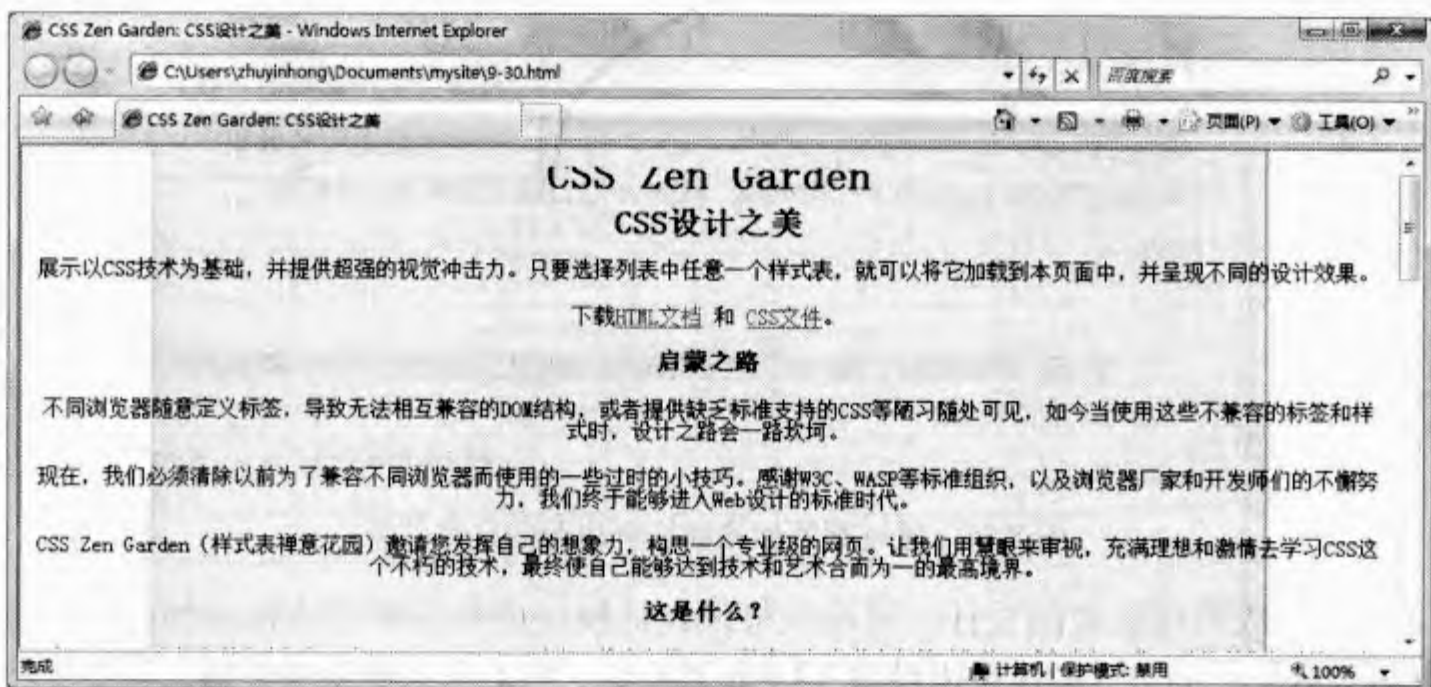 CSS Zen Garden: CSS设计之美 - Windows Internet Explorer
C:\Users\zhuyinhong\Documents\mysite\9-30.html 百度搜索
CSS Zen Garden: CSS设计之美 页面(P) 工具(O)
CSS Zen Garden
CSS设计之美
展示以CSS技术为基础，并提供超强的视觉冲击力。只要选择列表中任意一个样式表，就可以将它加载到本页面中，并呈现不同的设计效果。
下载HTML文档 和 CSS文件。
启蒙之路
不同浏览器随意定义标签，导致无法相互兼容的DOM结构，或者提供缺乏标准支持的CSS等陋习随处可见，如今当使用这些不兼容的标签和样
式时，设计之路会一路坎坷。
现在，我们必须清除以前为了兼容不同浏览器而使用的一些过时的小技巧。感谢W3C、WASP等标准组织，以及浏览器厂家和开发师们的不懈努
力，我们终于能够进入Web设计的标准时代。
CSS Zen Garden（样式表禅意花园）邀请您发挥自己的想象力，构思一个专业级的网页。让我们用慧眼来审视，充满理想和激情去学习CSS这
个不朽的技术，最终使自己能够达到技术和艺术合而为一的最高境界。
这是什么？
完成 计算机 | 保护模式: 禁用 100%